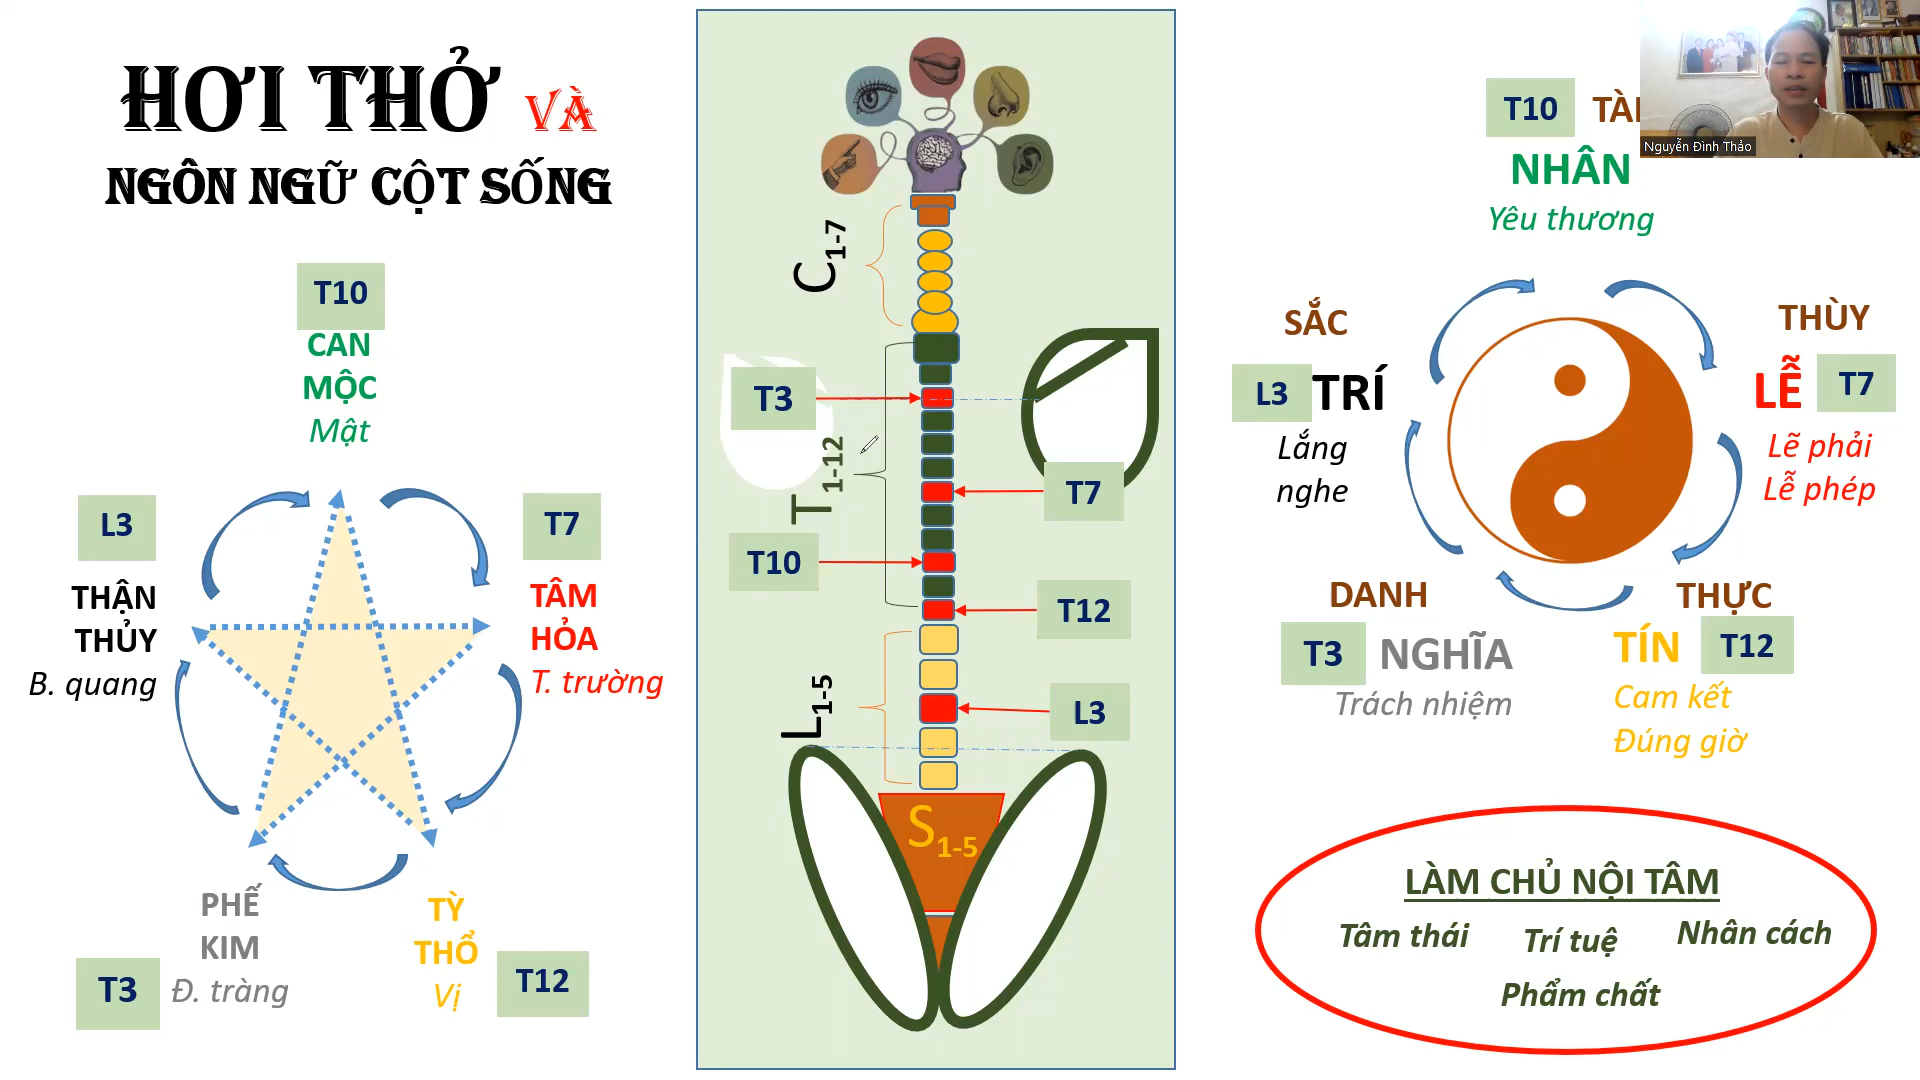 HƠI THỞ VÀ
NGÔN NGỮ CỘT SỐNG
T10
CAN
MỘC
Mật
L3
THẬN
THỦY
B. quang
T7
TÂM
HỎA
T. trường
PHẾ
KIM
Đ. tràng
T3
TỲ
THỔ
Vị
T12
C1-7
T3
T1-12
T7
T10
T12
L1-5
L3
S1-5
T10
NHÂN
Yêu thương
Nguyễn Đình Thảo
SẮC
L3 TRÍ
Lắng
nghe
THÙY
LỄ T7
Lẽ phải
Lễ phép
DANH
T3 NGHĨA
Trách nhiệm
THỰC
TÍN T12
Cam kết
Đúng giờ
LÀM CHỦ NỘI TÂM
Tâm thái Trí tuệ Nhân cách
Phẩm chất